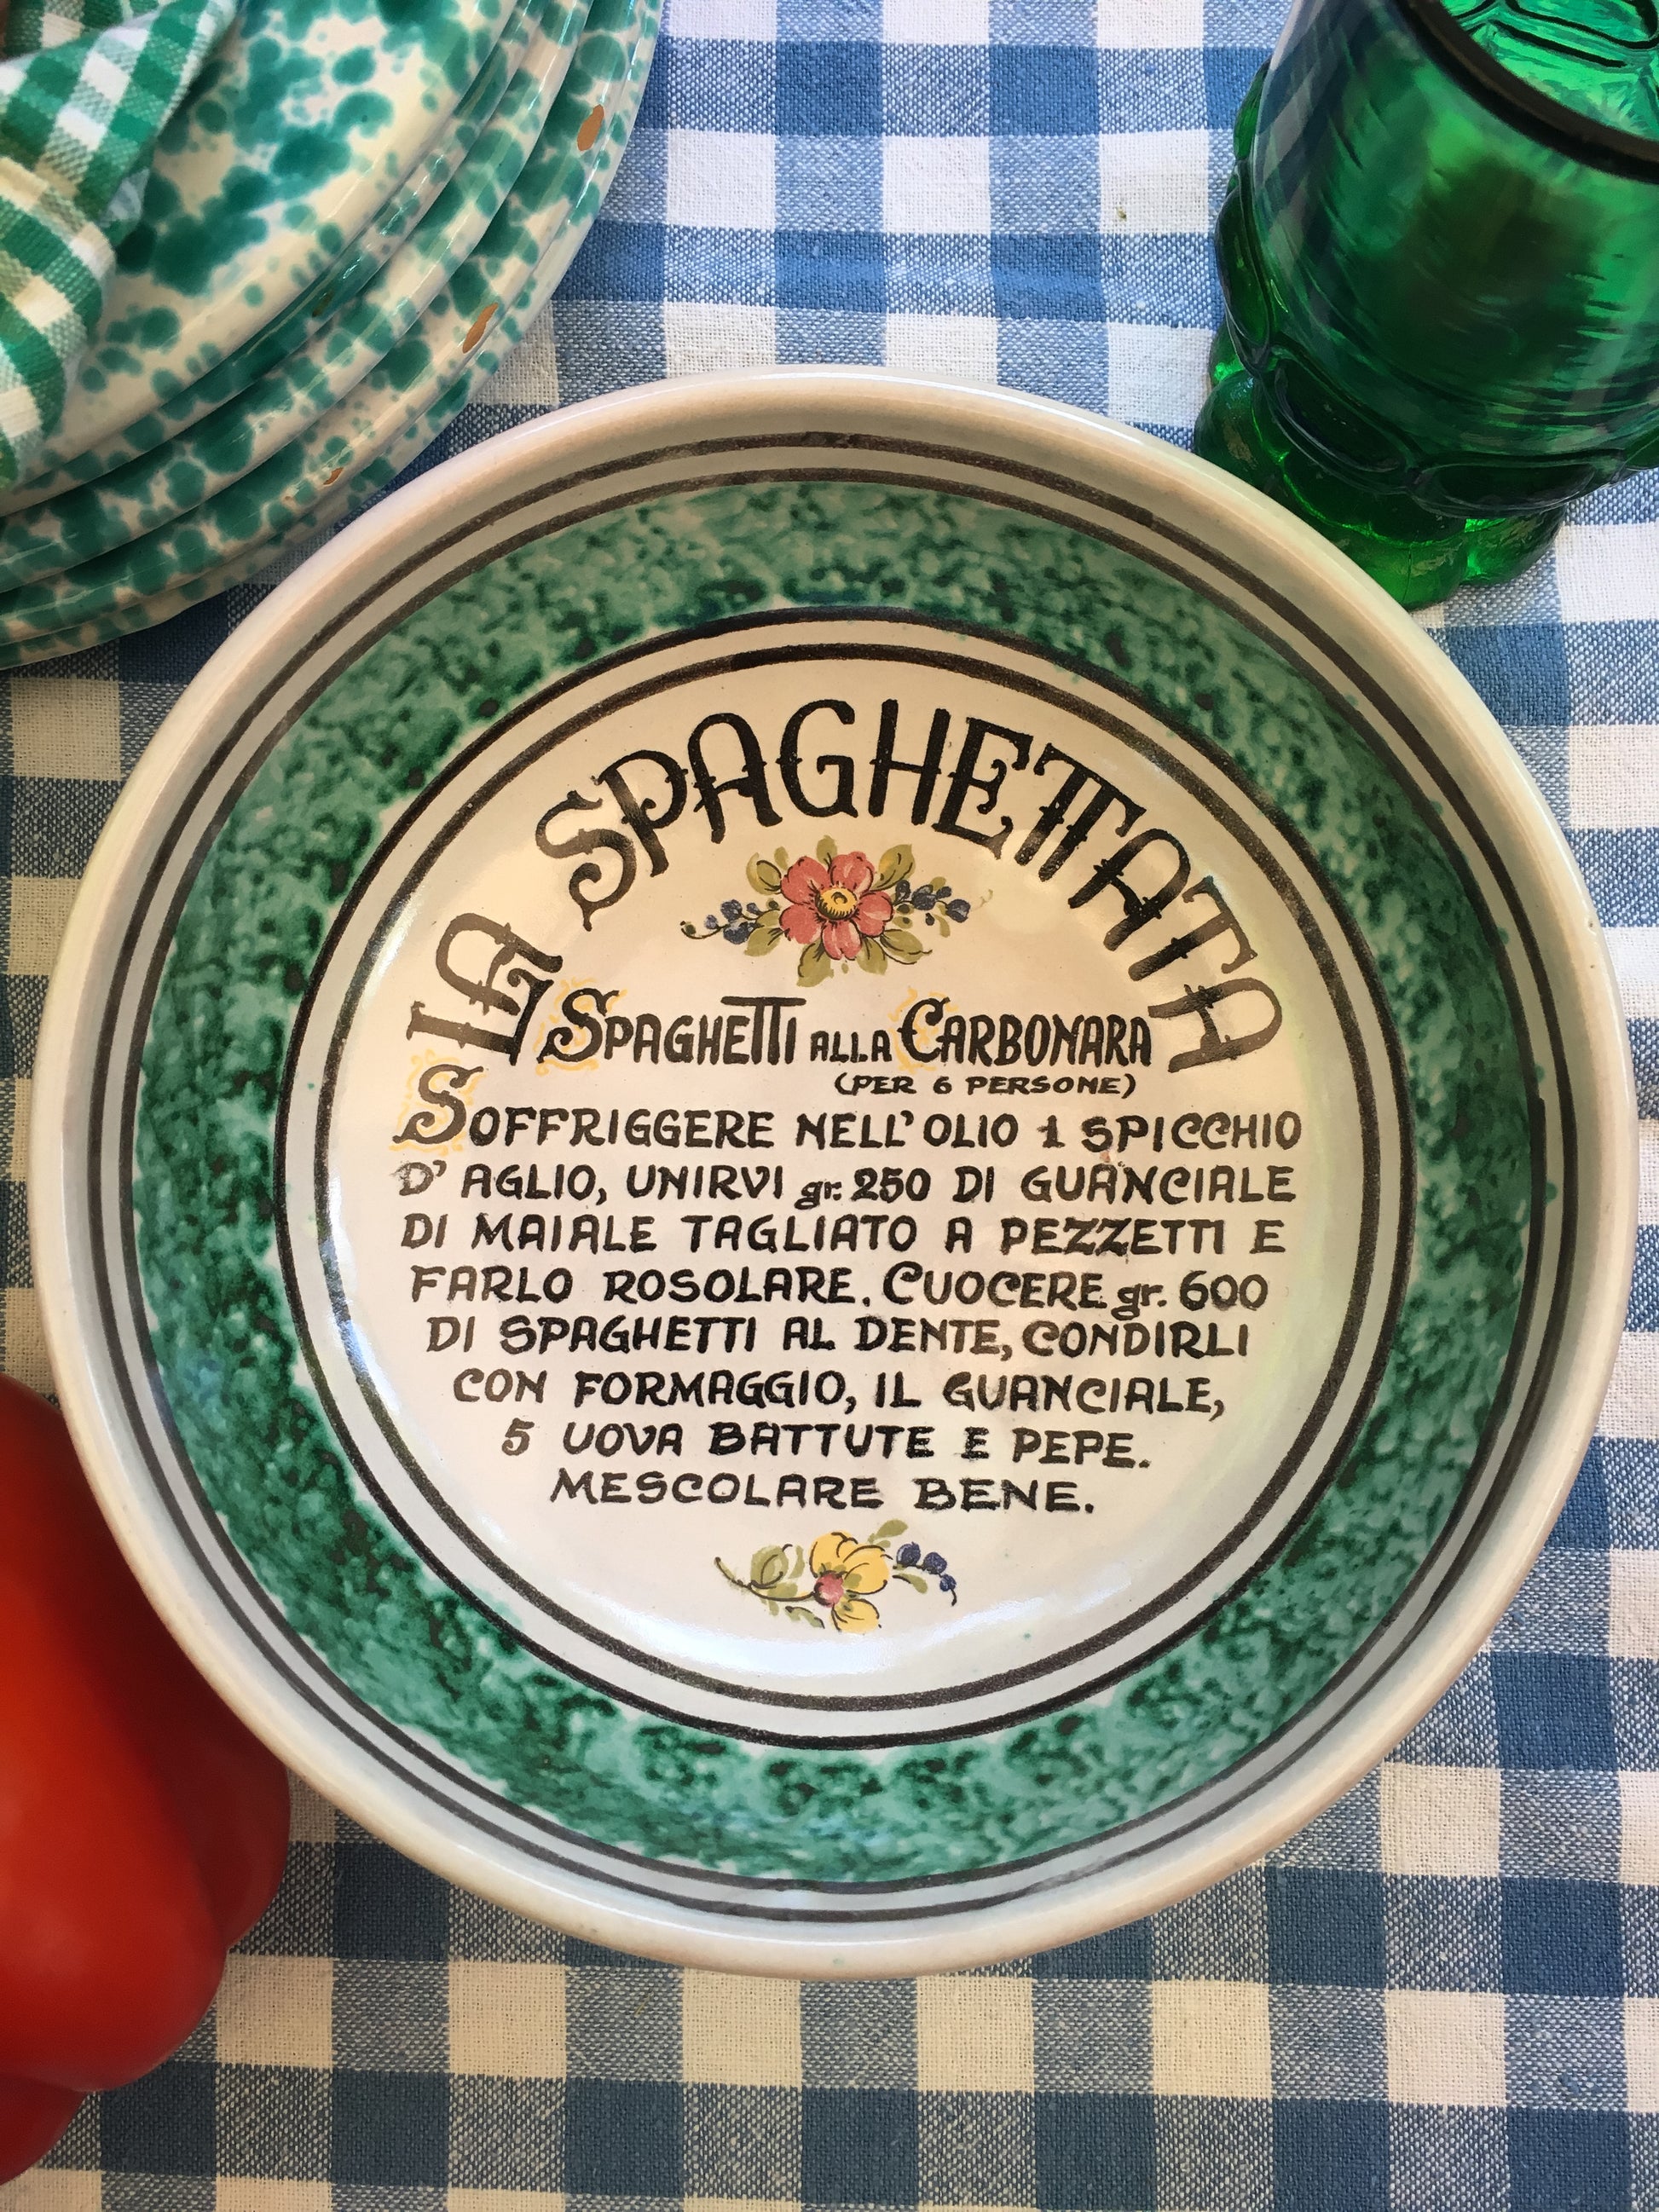 LA SPAGHETTATA
SPAGHETTI ALLA CARBONARA
(PER 6 PERSONE)
SOFFRIGGERE NELL'OLIO 1 SPICCHIO
D'AGLIO, UNIRVI gr. 250 DI GUANCIALE
DI MAIALE TAGLIATO A PEZZETTI E
FARLO ROSOLARE. CUOCERE gr. 600
DI SPAGHETTI AL DENTE, CONDIRLI
CON FORMAGGIO, IL GUANCIALE,
5 UOVA BATTUTE E PEPE.
MESCOLARE BENE.